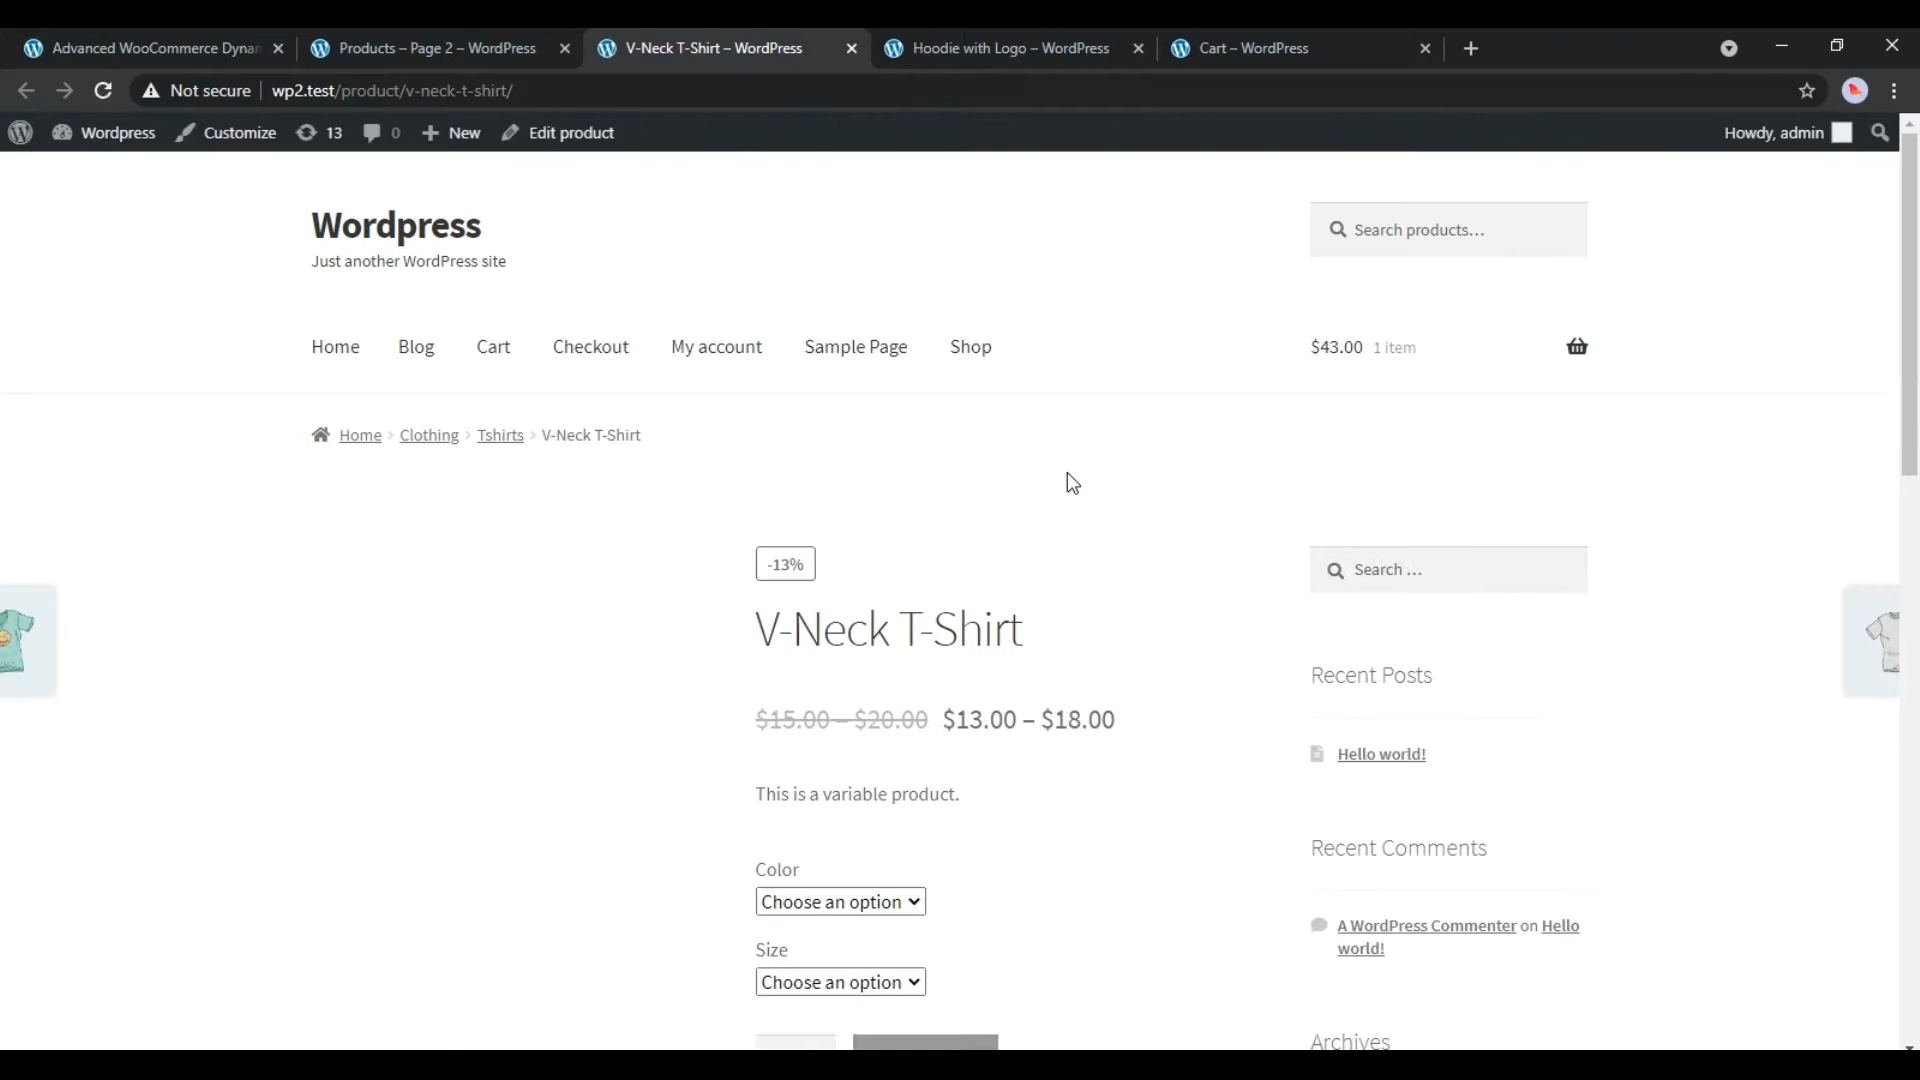 Advanced WooCommerce Dynan
Products – Page 2 – WordPress
V-Neck T-Shirt – WordPress
Hoodie with Logo – WordPress
Cart – WordPress
Not secure
wp2.test/product/v-neck-t-shirt/
Wordpress
Customize
13
0
New
Edit product
Howdy, admin
Wordpress
Just another WordPress site
Search products…
Home
Blog
Cart
Checkout
My account
Sample Page
Shop
$43.00 1 item
Home
Clothing
Tshirts
V-Neck T-Shirt
-13%
V-Neck T-Shirt
$15.00 – $20.00 $13.00 – $18.00
This is a variable product.
Color
Choose an option
Size
Choose an option
Search …
Recent Posts
Hello world!
Recent Comments
A WordPress Commenter on Hello
world!
Archives